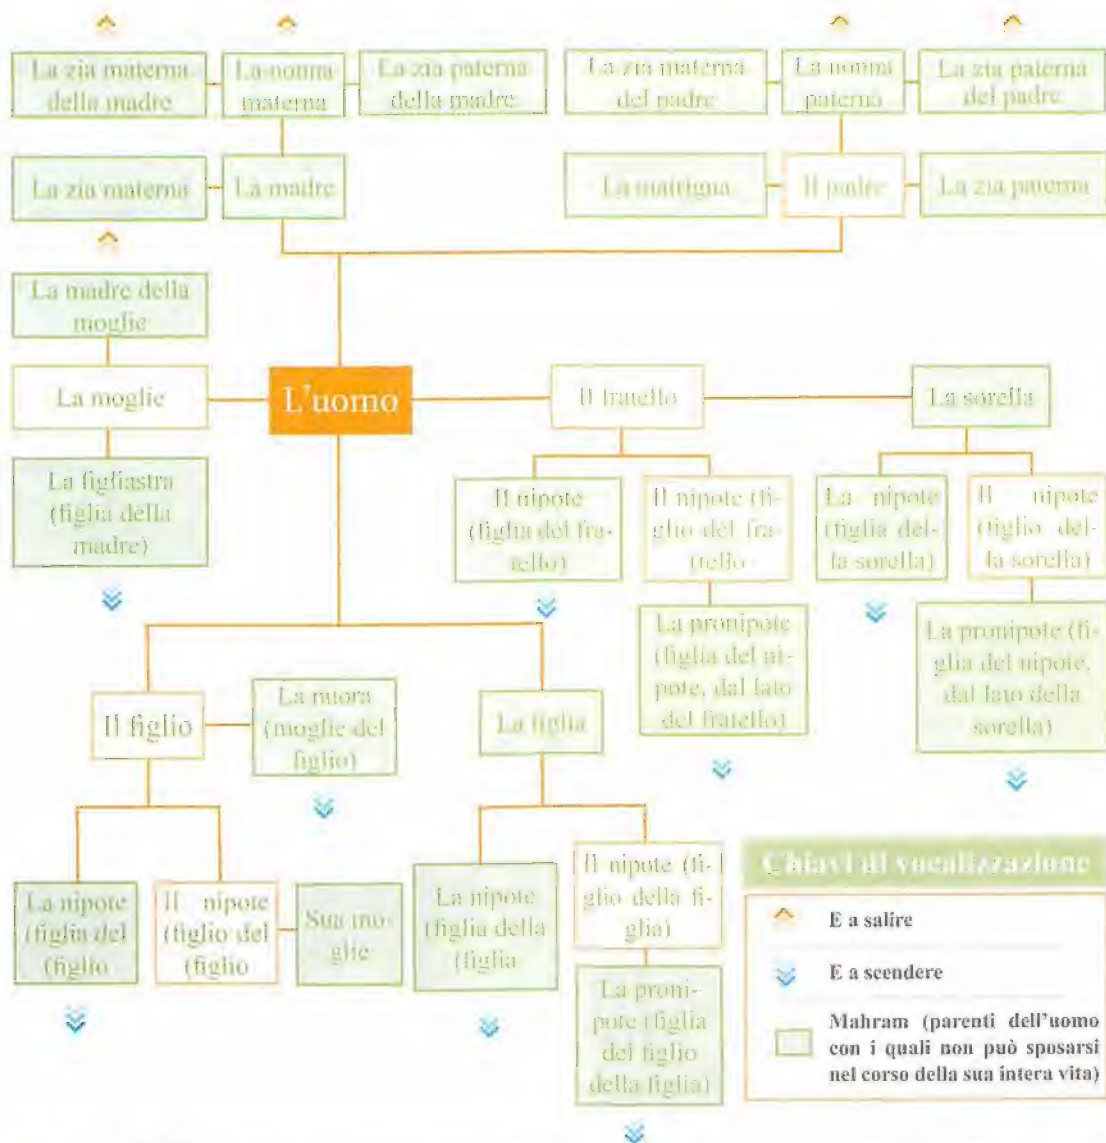 La zia materna
della madre
La nonna
materna
La zia paterna
della madre
La zia materna
del padre
La nonna
paterno
La zia paterna
del padre
La zia materna
La madre
La matrigna
Il padre
La zia paterna
La madre della
moglie
La moglie
L'uomo
Il fratello
La sorella
La figliastra
(figlia della
madre)
Il nipote
(figlia del fra-
tello)
Il nipote (fi-
glio del fra-
(tello
La nipote
(figlia del-
la sorella)
Il nipote
(figlio del-
la sorella)
La pronipote
(figlia del ni-
pote, dal lato
del fratello)
La pronipote (fi-
glia del nipote,
dal lato della
sorella)
Il figlio
La nuora
(moglie del
figlio)
La figlia
La nipote
(figlia del
(figlio
Il nipote
(figlio del
(figlio
Sua mo-
glie
La nipote
(figlia della
(figlia
Il nipote (fi-
glio della fi-
glia)
La proni-
pote (figlia
del figlio
della figlia)
Chiavi di vocalizzazione
E a salire
E a scendere
Mahram (parenti dell'uomo
con i quali non può sposarsi
nel corso della sua intera vita)